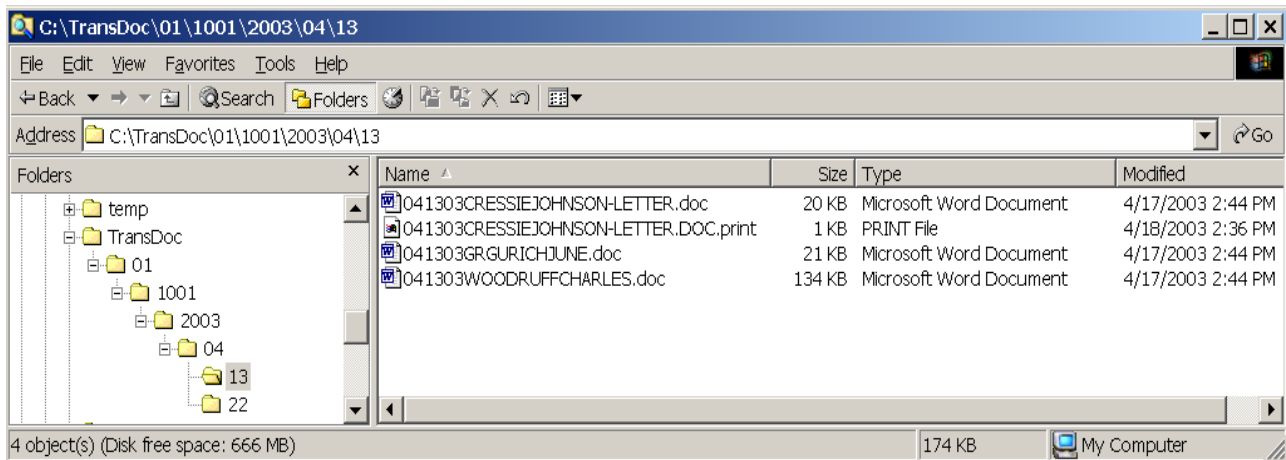 C:\TransDoc\01\1001\2003\04\13
File Edit View Favorites Tools Help
Back Search Folders
Address C:\TransDoc\01\1001\2003\04\13 Go
Folders x Name Size Type Modified
temp
TransDoc
01
1001
2003
04
13
22
041303CRESSIEJOHNSON-LETTER.doc 20 KB Microsoft Word Document 4/17/2003 2:44 PM
041303CRESSIEJOHNSON-LETTER.DOC.print 1 KB PRINT File 4/18/2003 2:36 PM
041303GRGURICHJUNE.doc 21 KB Microsoft Word Document 4/17/2003 2:44 PM
041303WOODRUFFCHARLES.doc 134 KB Microsoft Word Document 4/17/2003 2:44 PM
4 object(s) (Disk free space: 666 MB) 174 KB My Computer